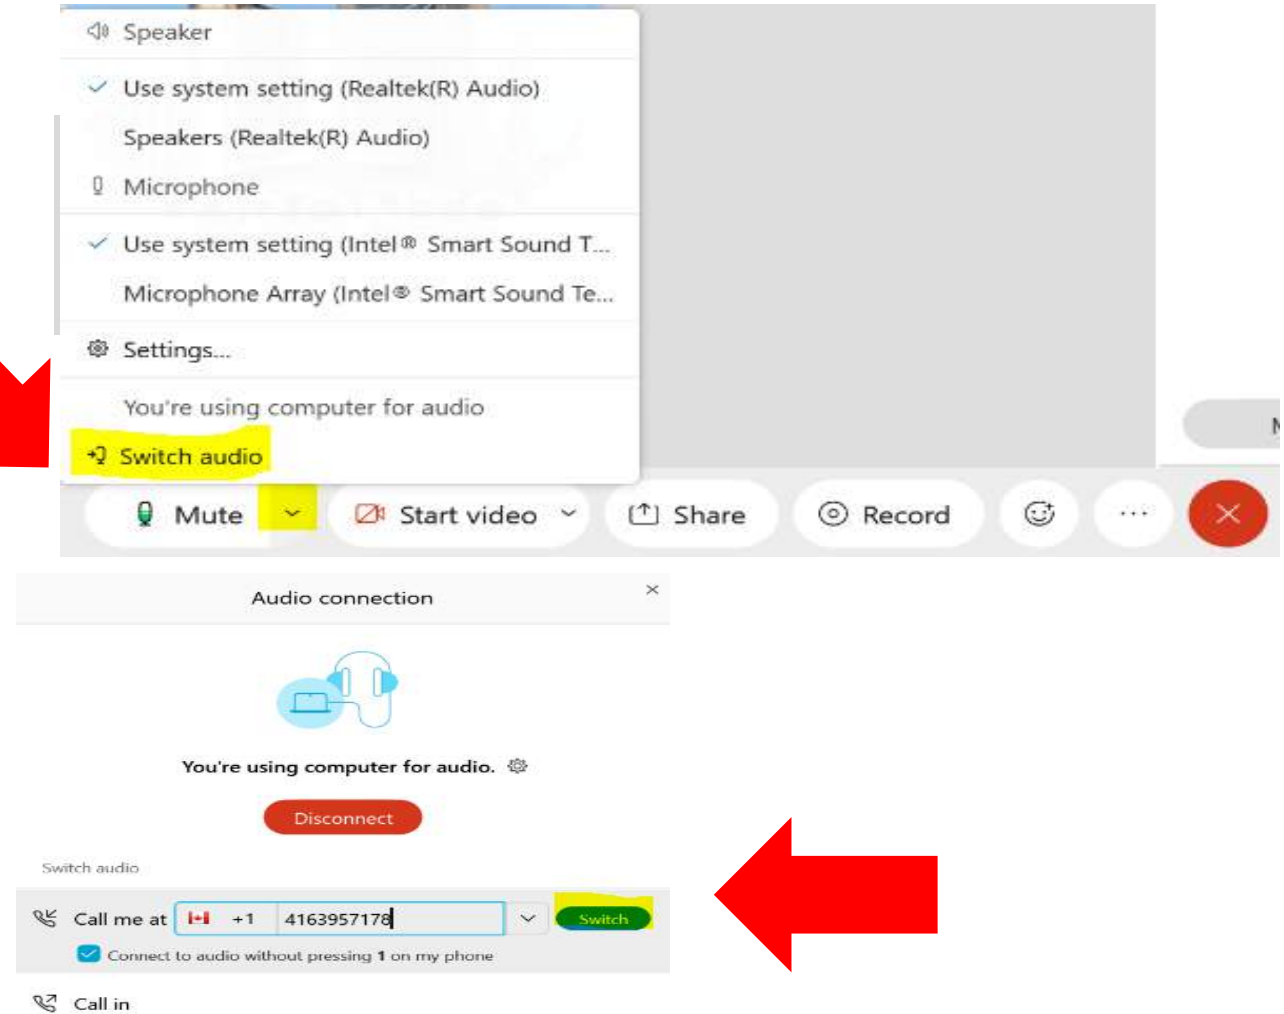 Speaker
Use system setting (Realtek(R) Audio)
Speakers (Realtek(R) Audio)
Microphone
Use system setting (Intel® Smart Sound T...
Microphone Array (Intel® Smart Sound Te...
Settings...
You're using computer for audio
Switch audio
Mute Start video Share Record ...
Audio connection
You're using computer for audio.
Disconnect
Switch audio
Call me at +1 4163957178 Switch
Connect to audio without pressing 1 on my phone
Call in